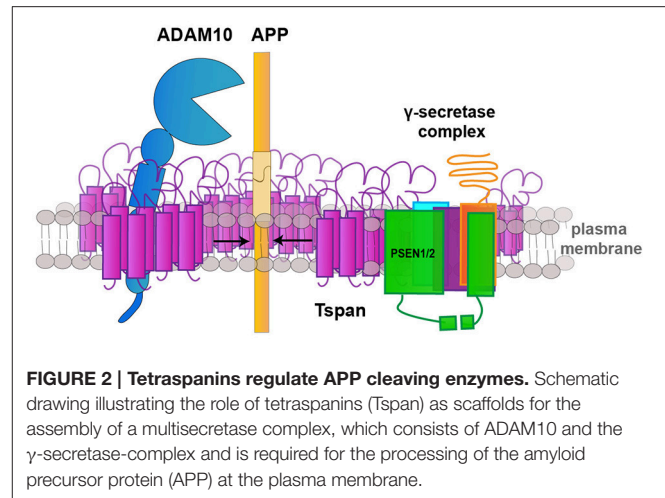 ADAM10 APP
γ-secretase
complex
plasma
membrane
PSEN1/2
Tspan
FIGURE 2 | Tetraspanins regulate APP cleaving enzymes. Schematic
drawing illustrating the role of tetraspanins (Tspan) as scaffolds for the
assembly of a multisecretase complex, which consists of ADAM10 and the
γ-secretase-complex and is required for the processing of the amyloid
precursor protein (APP) at the plasma membrane.